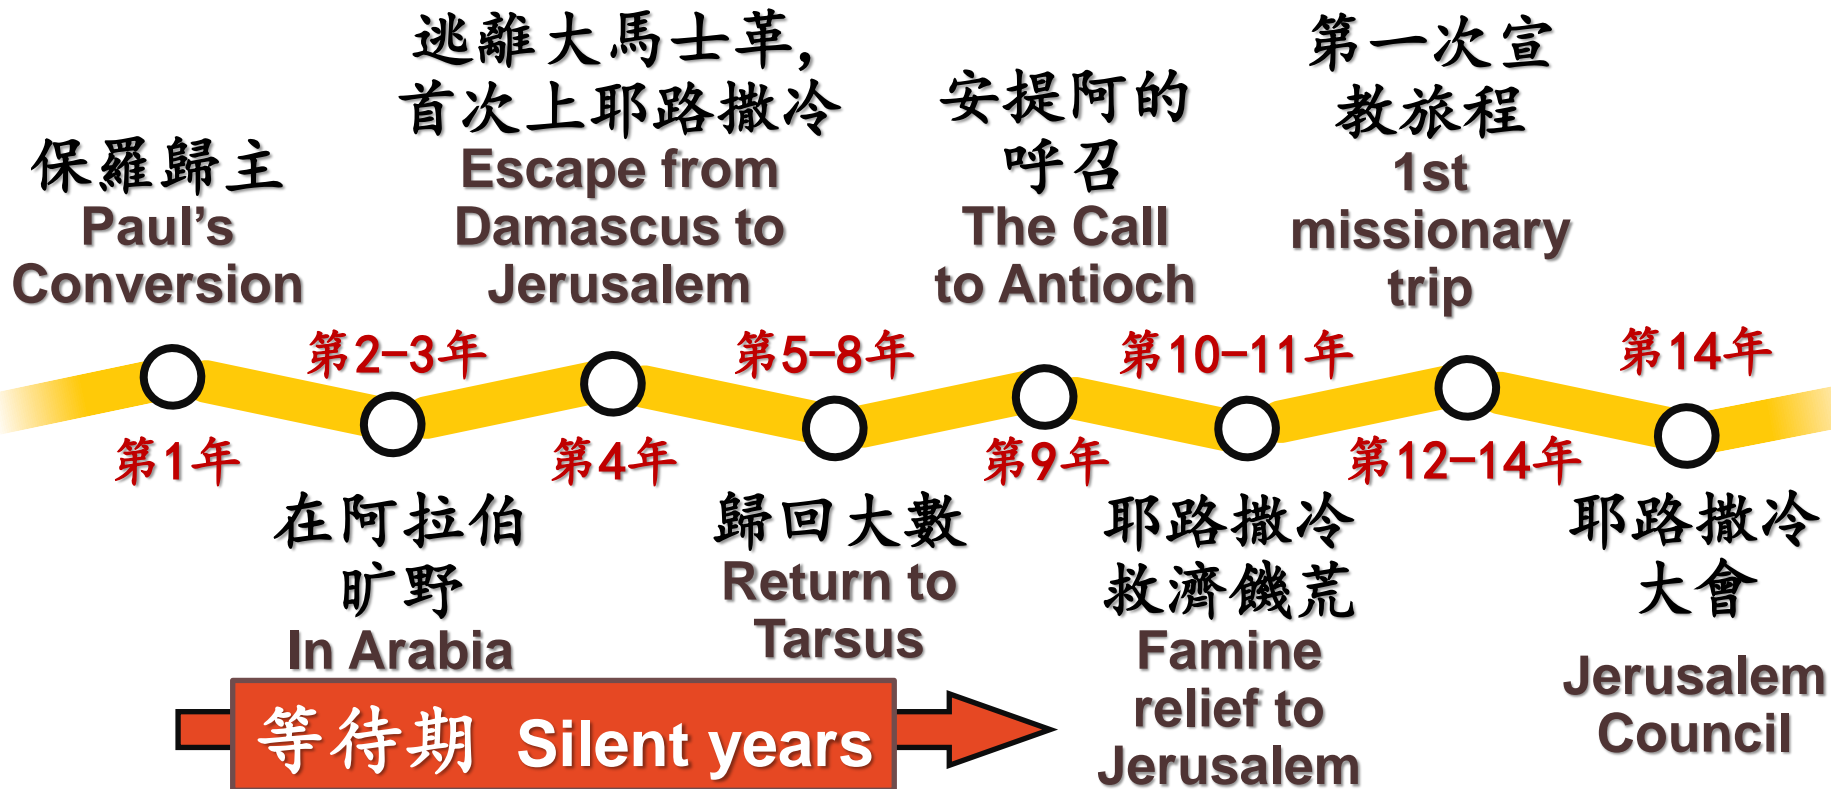 保羅歸主
Paul's
Conversion
第1年
第2-3年
在阿拉伯
旷野
In Arabia
逃離大馬士革,
首次上耶路撒冷
Escape from
Damascus to
Jerusalem
第4年
第5-8年
歸回大數
Return to
Tarsus
安提阿的
呼召
The Call
to Antioch
第9年
第10-11年
耶路撒冷
救濟饑荒
Famine
relief to
Jerusalem
第一次宣
教旅程
1st
missionary
trip
第12-14年
第14年
耶路撒冷
大會
Jerusalem
Council
等待期 Silent years